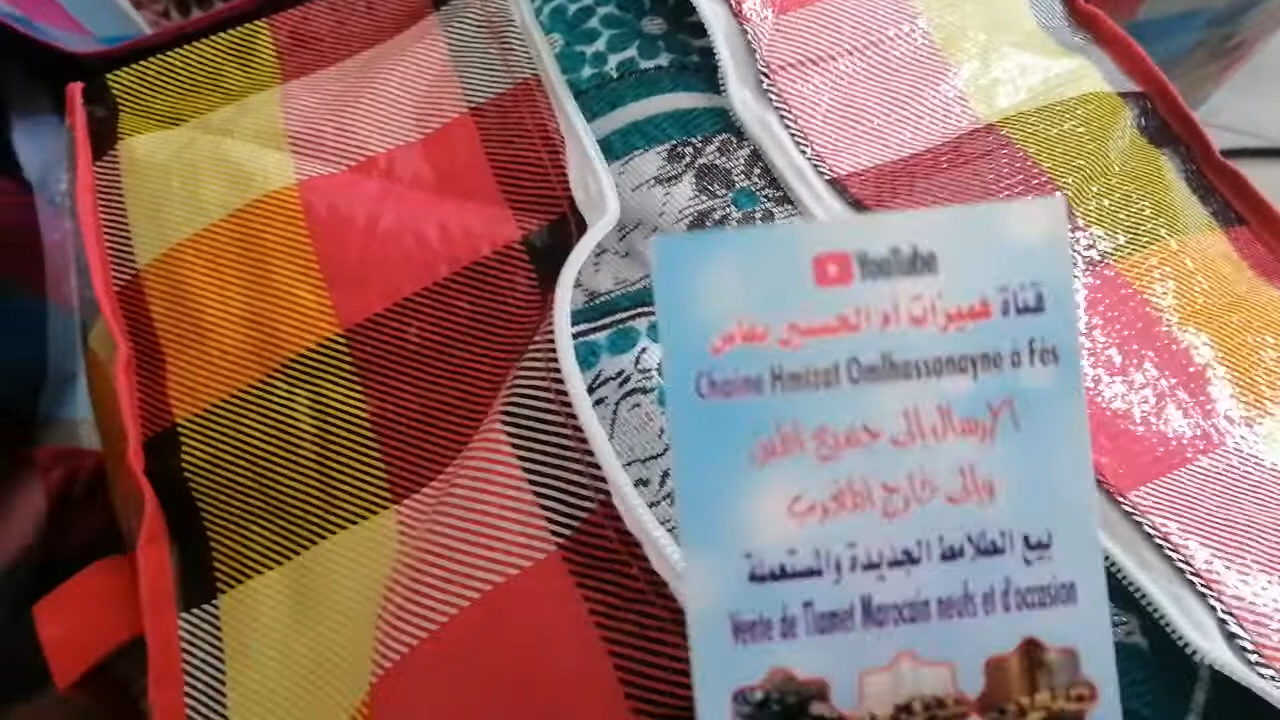 YouTube
قناة هميزات أم الحسنين بفاس
Chaine Hmizat Omlhassanayne à Fès
الإرسال إلى جميع المدن
وإلى خارج المغرب
بيع الطلامط الجديدة والمستعملة
Vente de Tlamet Marocain neufs et d'occasion